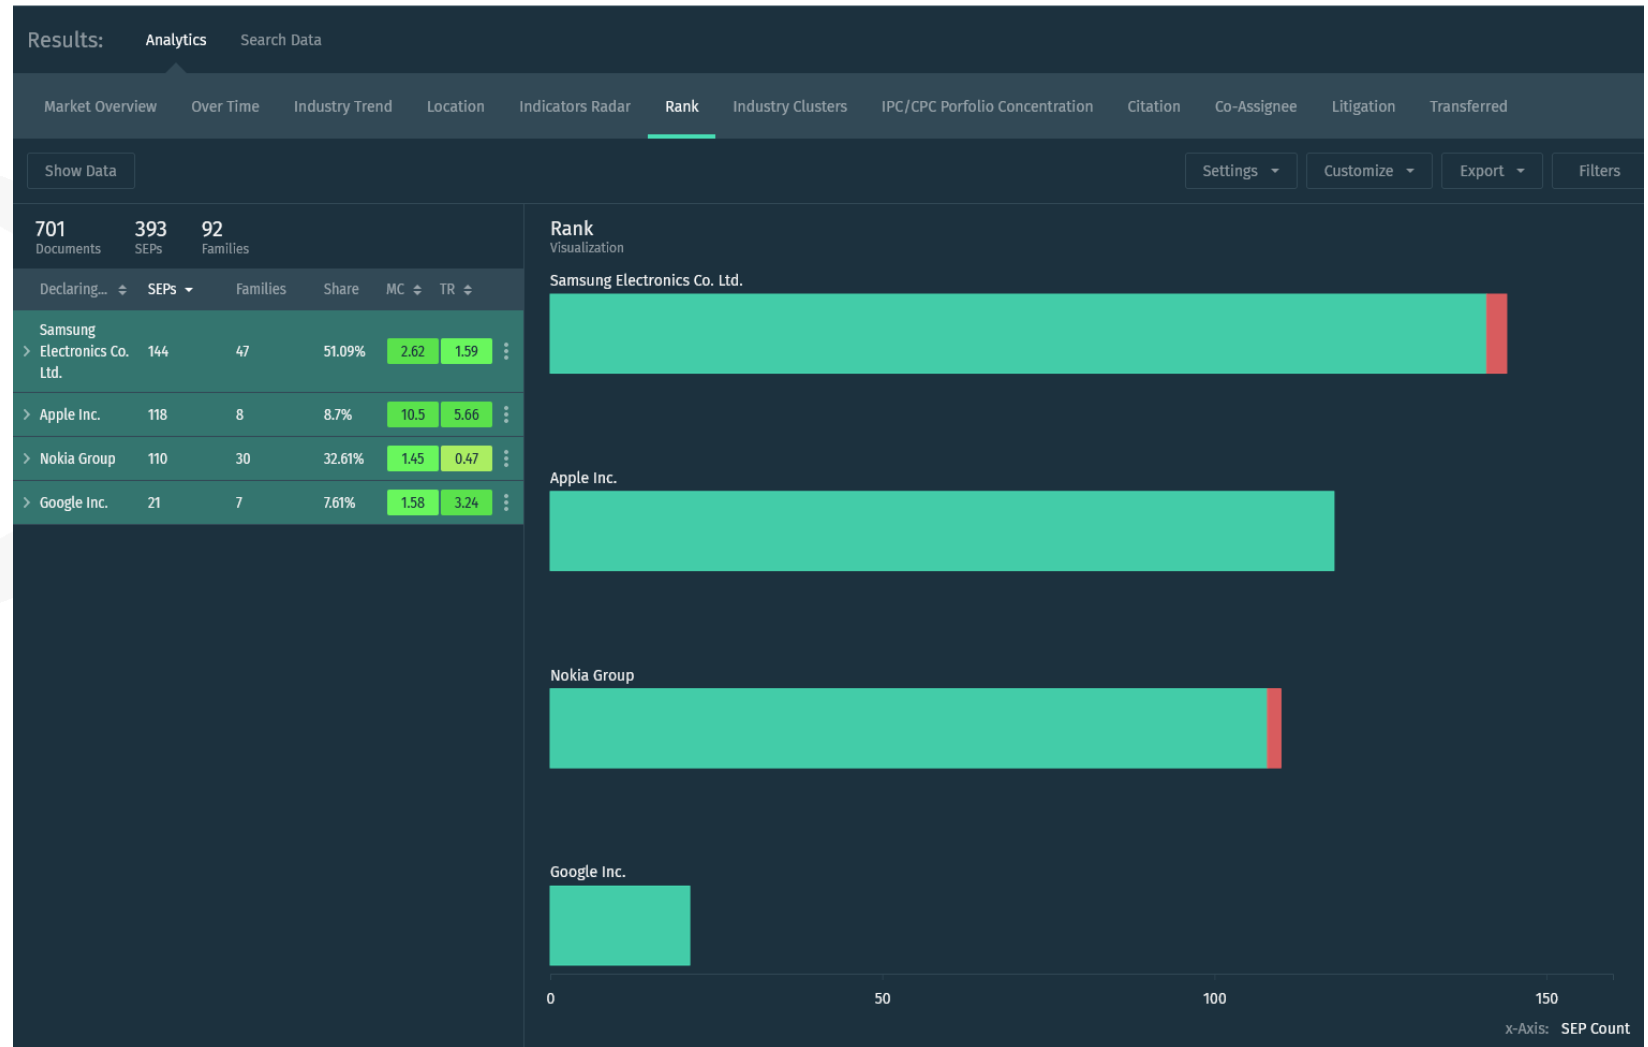 Results: Analytics Search Data
Market Overview Over Time Industry Trend Location Indicators Radar Rank Industry Clusters IPC/CPC Porfolio Concentration Citation Co-Assignee Litigation Transferred
Show Data Settings Customize Export Filters
701 393 92
Documents SEPs Families
Declaring... SEPs Families Share MC TR
Samsung
Electronics Co. 144 47 51.09% 2.62 1.59
Ltd.
Apple Inc. 118 8 8.7% 10.5 5.66
Nokia Group 110 30 32.61% 1.45 0.47
Google Inc. 21 7 7.61% 1.58 3.24
Rank
Visualization
Samsung Electronics Co. Ltd.
Apple Inc.
Nokia Group
Google Inc.
0 50 100 150
x-Axis: SEP Count